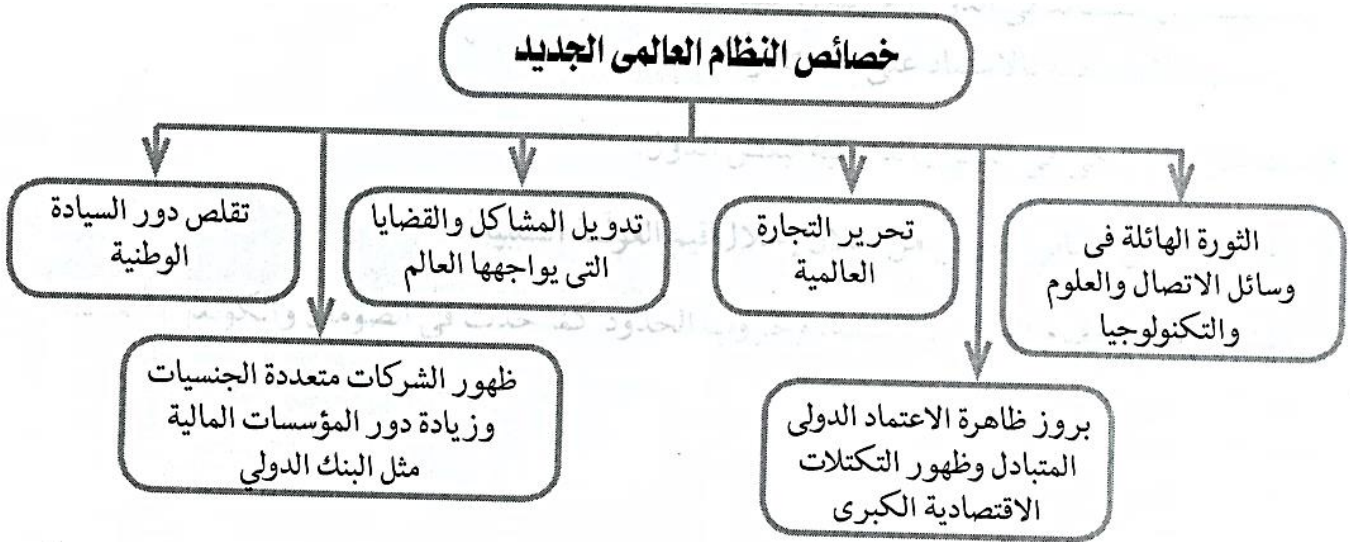 خصائص النظام العالمى الجديد
الثورة الهائلة فى
وسائل الاتصال والعلوم
والتكنولوجيا
بروز ظاهرة الاعتماد الدولى
المتبادل وظهور التكتلات
الاقتصادية الكبرى
تحرير التجارة
العالمية
تدويل المشاكل والقضايا
التى يواجهها العالم
ظهور الشركات متعددة الجنسيات
وزيادة دور المؤسسات المالية
مثل البنك الدولي
تقلص دور السيادة
الوطنية